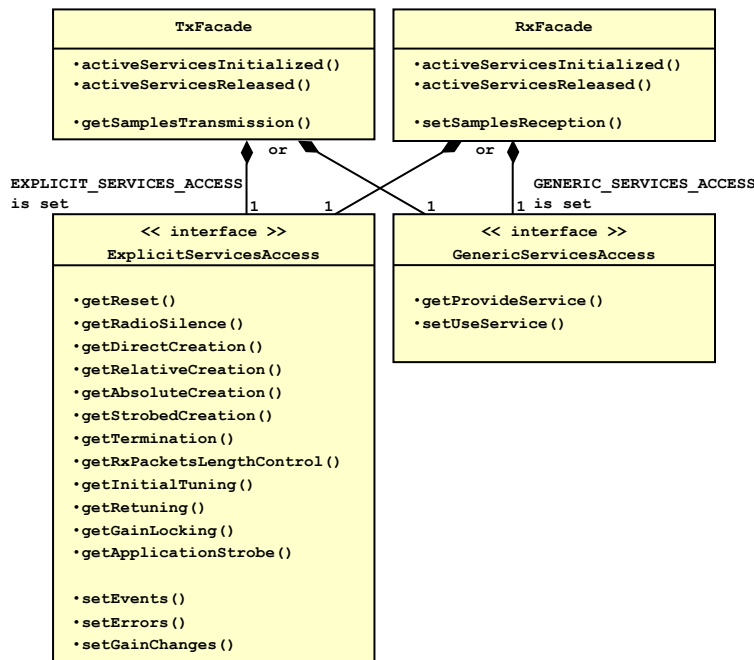 TxFacade
•activeServicesInitialized()
•activeServicesReleased()
•getSamplesTransmission()
RxFacade
•activeServicesInitialized()
•activeServicesReleased()
•setSamplesReception()
or
or
EXPLICIT_SERVICES_ACCESS
is set
GENERIC_SERVICES_ACCESS
is set
1
1
1
1
<< interface >>
ExplicitServicesAccess
•getReset()
•getRadioSilence()
•getDirectCreation()
•getRelativeCreation()
•getAbsoluteCreation()
•getStrobedCreation()
•getTermination()
•getRxPacketsLengthControl()
•getInitialTuning()
•getRetuning()
•getGainLocking()
•getApplicationStrobe()
•setEvents()
•setErrors()
•setGainChanges()
<< interface >>
GenericServicesAccess
•getProvideService()
•setUseService()